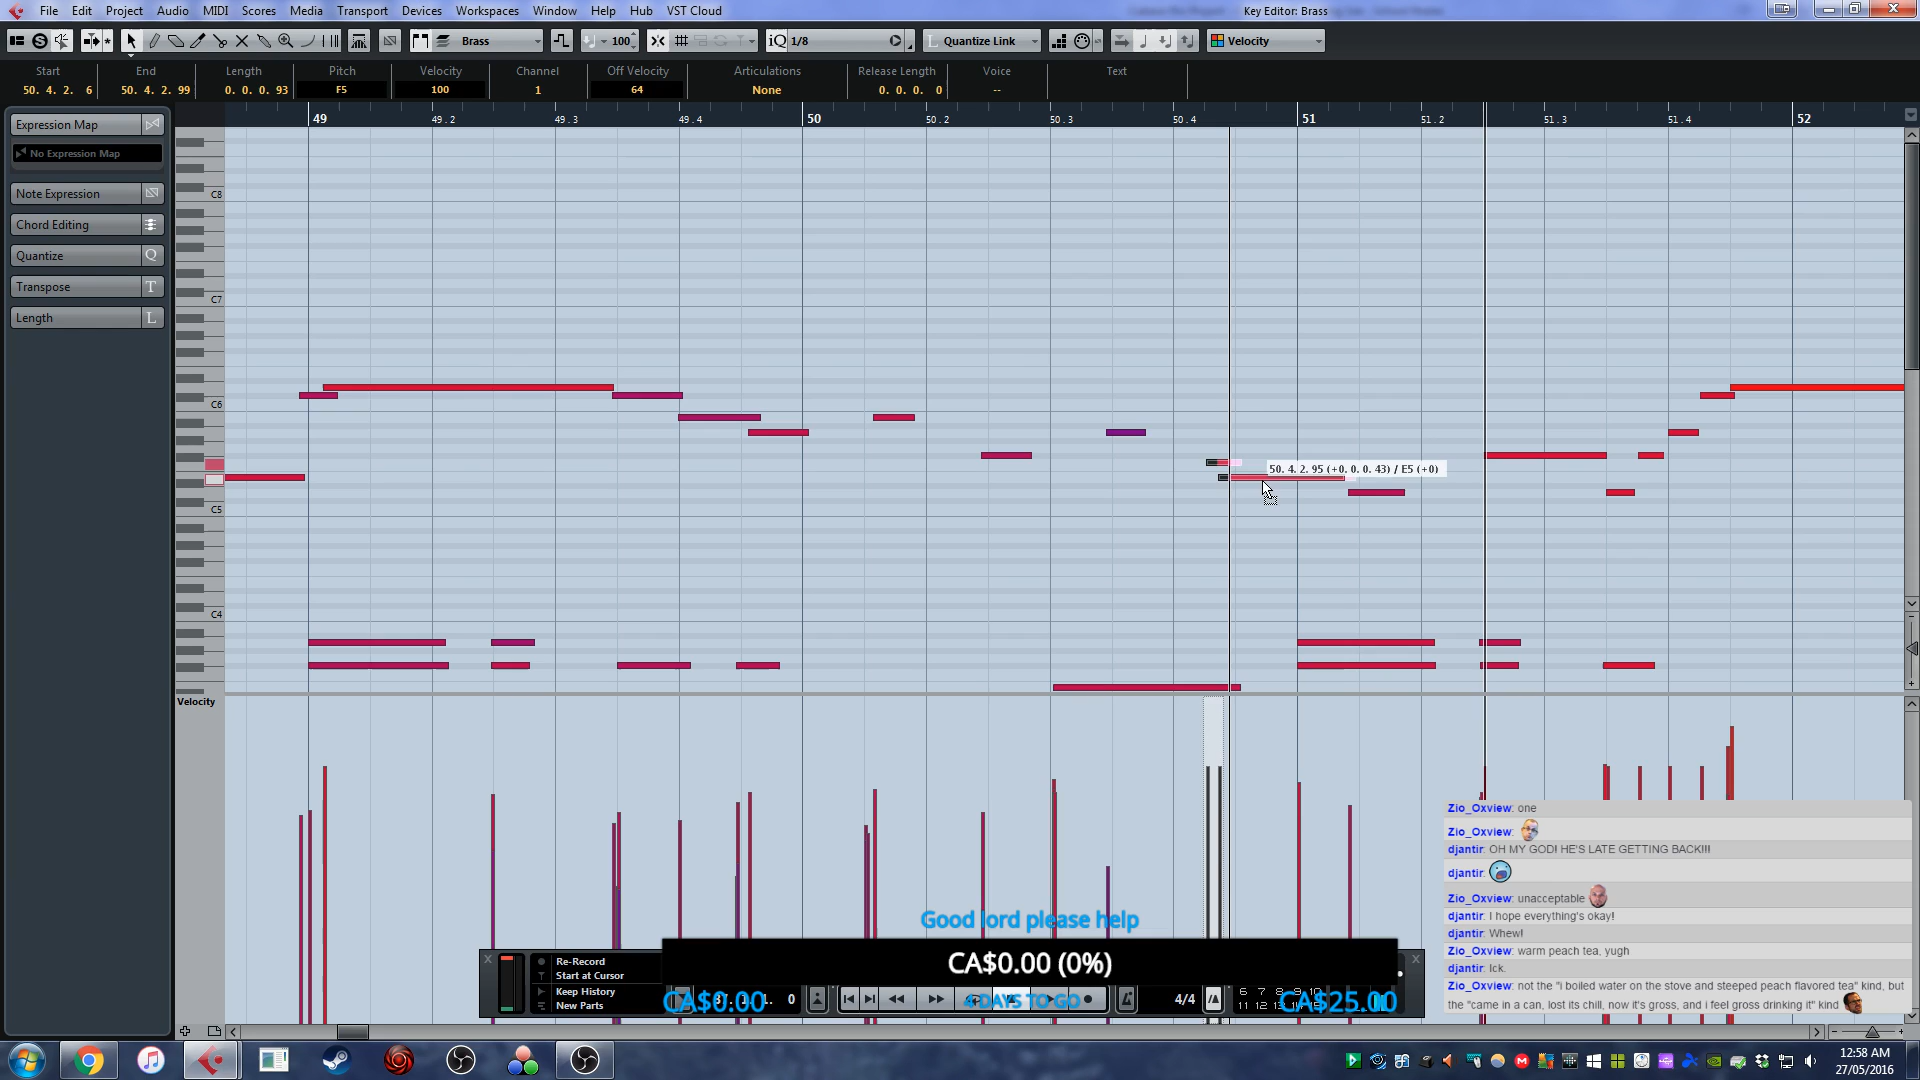 File Edit Project Audio MIDI Scores Media Transport Devices Workspaces Window Help Hub VST Cloud
Key Editor: Brass
Brass
100
iQ 1/8
L Quantize Link
Velocity
Start End Length Pitch Velocity Channel Off Velocity Articulations Release Length Voice Text
50. 4. 2. 6 50. 4. 2. 99 0. 0. 0. 93 F5 100 1 64 None 0. 0. 0. 0 --
Expression Map
No Expression Map
Note Expression
Chord Editing
Quantize Q
Transpose T
Length L
49 49.2 49.3 49.4 50 50.2 50.3 50.4 51 51.2 51.3 51.4 52
C8
C7
C6
C5
C4
50. 4. 2. 95 (+0. 0. 0. 43) / E5 (+0)
Velocity
Zio_Oxview: one
Zio_Oxview:
djantir: OH MY GOD! HE'S LATE GETTING BACK!!!
djantir:
Zio_Oxview: unacceptable
djantir: I hope everything's okay!
djantir: Whew!
Zio_Oxview: warm peach tea, yugh
djantir: Ick.
Zio_Oxview: not the "i boiled water on the stove and steeped peach flavored tea" kind, but
the "came in a can, lost its chill, now it's gross, and i feel gross drinking it" kind
Good lord please help
CA$0.00 (0%)
CA$0.00
4 DAYS TO GO
CA$25.00
Re-Record
Start at Cursor
Keep History
New Parts
4/4
12:58 AM
27/05/2016